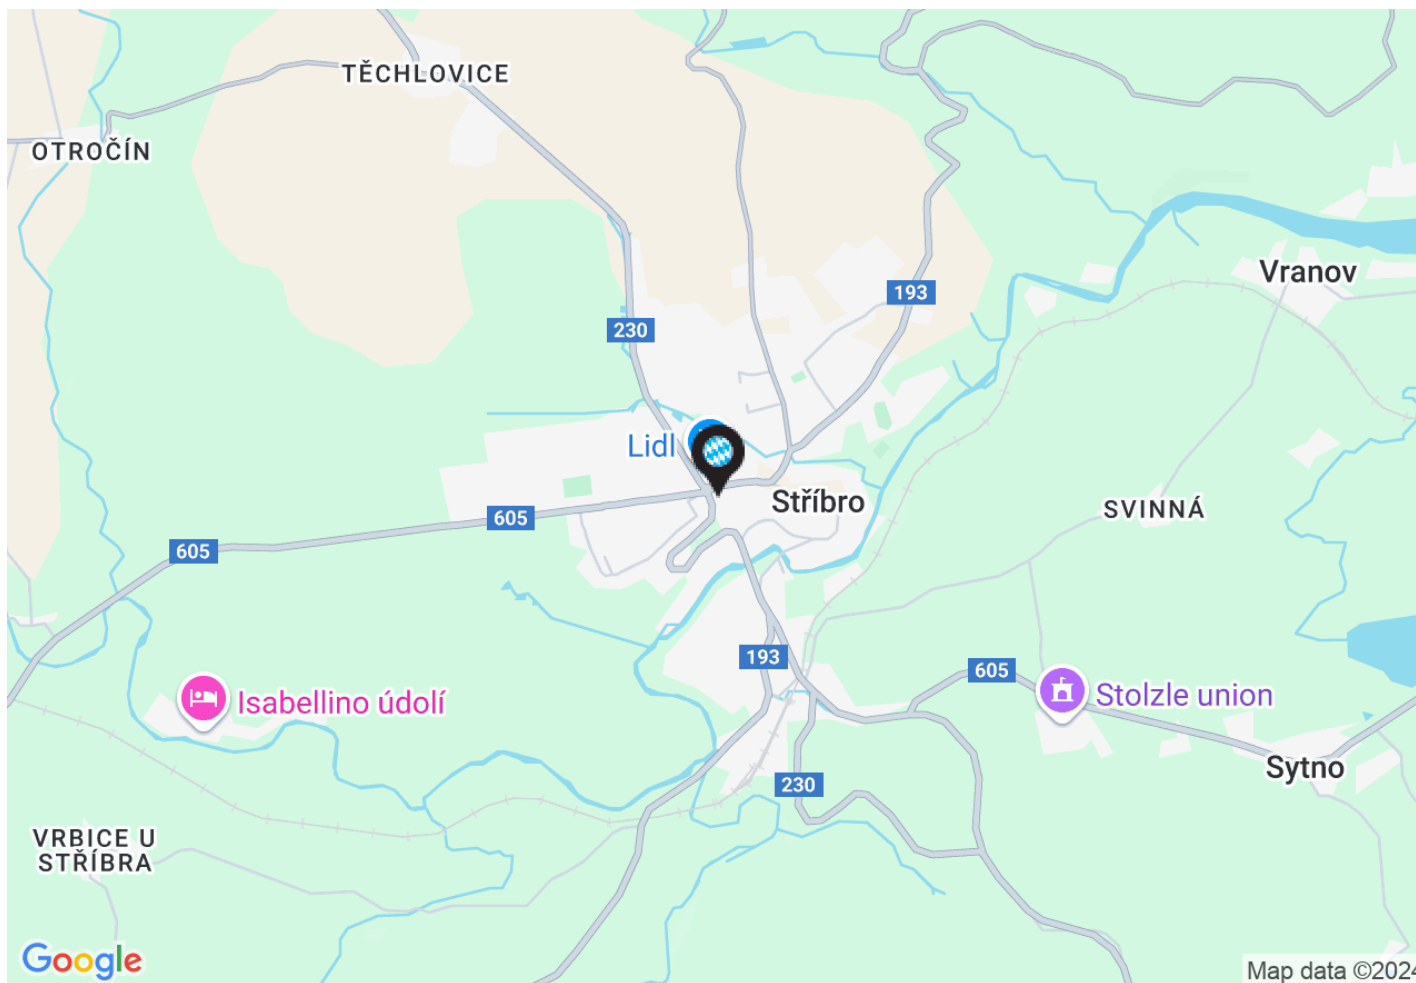 TĚCHLOVICE
OTROČÍN
Vranov
193
230
Lidl
Stříbro
SVINNÁ
605
605
193
605
Isabellino údolí
Stolzle union
Sytno
230
VRBICE U
STŘÍBRA
Google
Map data ©2024